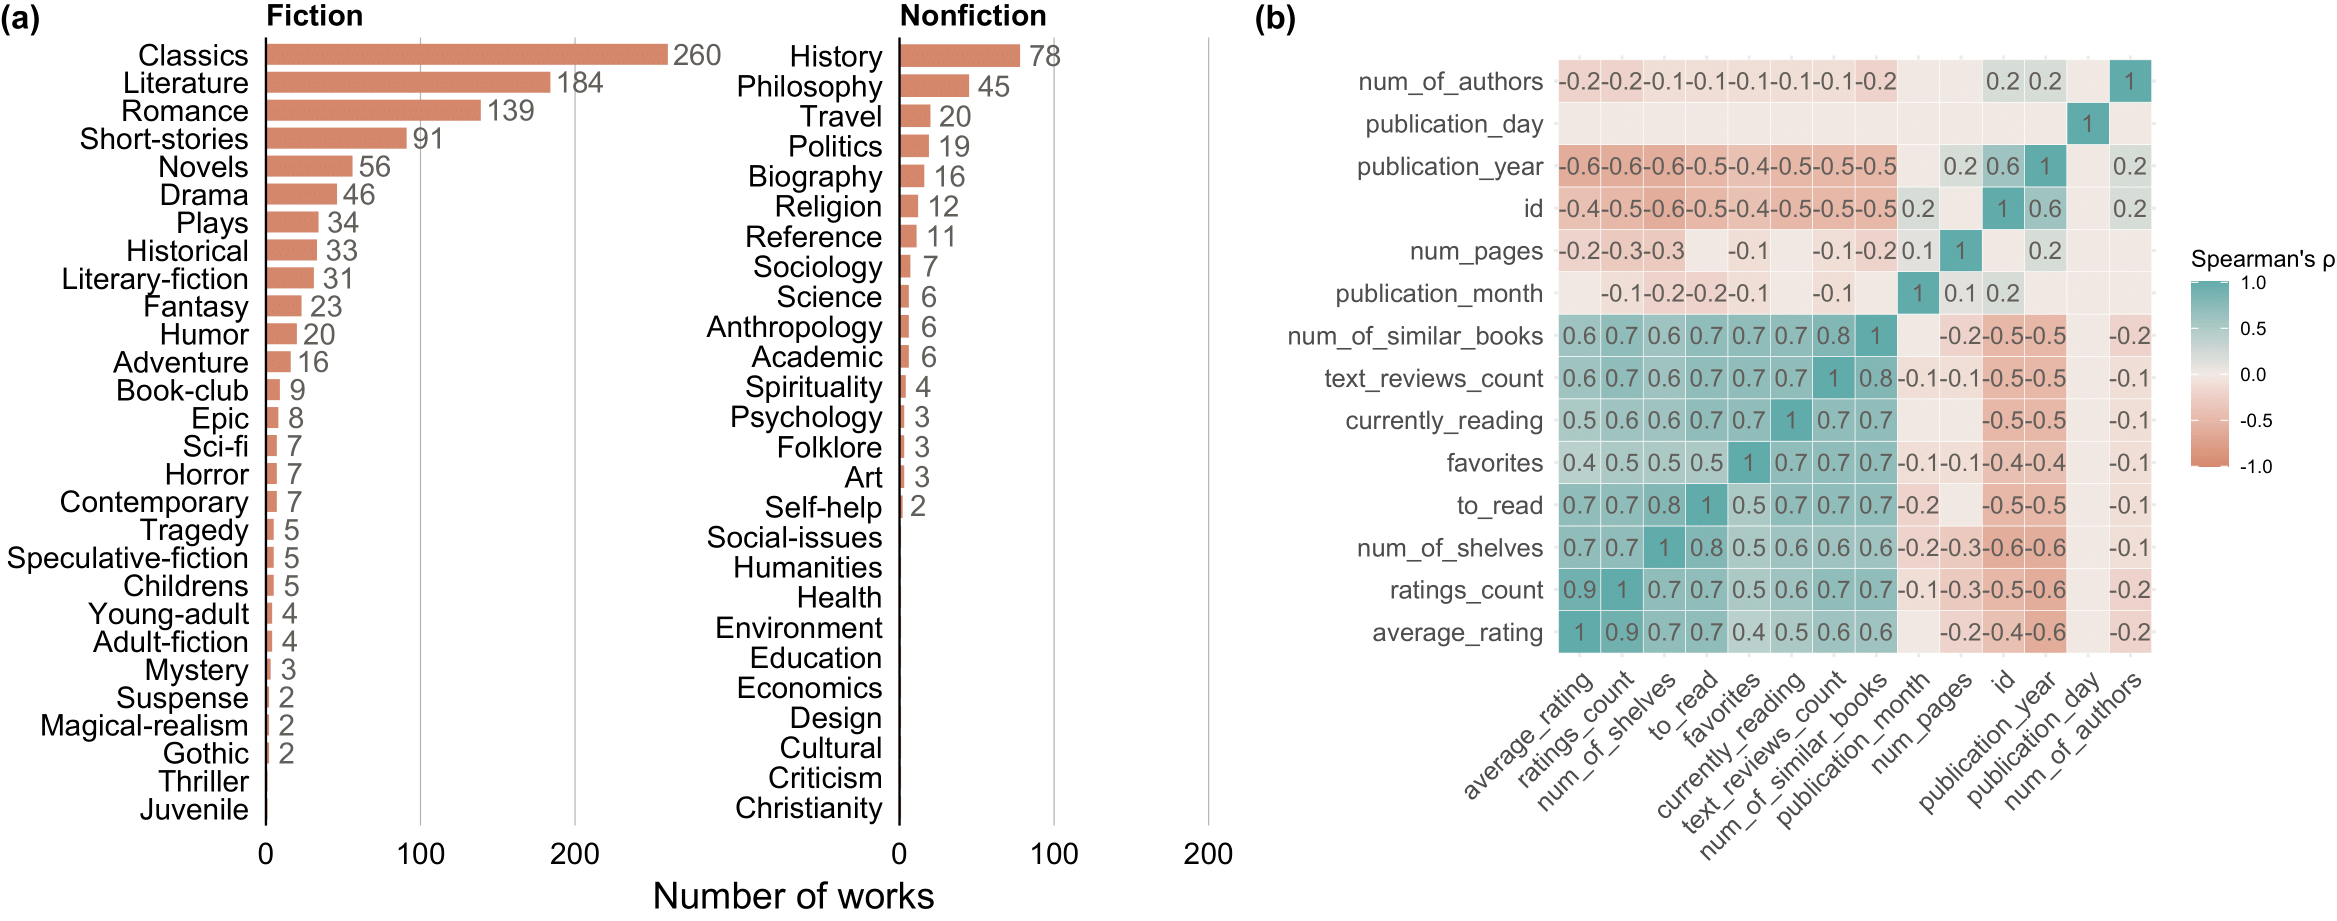 (a)
Fiction
Classics 260
Literature 184
Romance 139
Short-stories 91
Novels 56
Drama 46
Plays 34
Historical 33
Literary-fiction 31
Fantasy 23
Humor 20
Adventure 16
Book-club 9
Epic 8
Sci-fi 7
Horror 7
Contemporary 7
Tragedy 5
Speculative-fiction 5
Childrens 5
Young-adult 4
Adult-fiction 4
Mystery 3
Suspense 2
Magical-realism 2
Gothic 2
Thriller
Juvenile
0 100 200
Nonfiction
History 78
Philosophy 45
Travel 20
Politics 19
Biography 16
Religion 12
Reference 11
Sociology 7
Science 6
Anthropology 6
Academic 6
Spirituality 4
Psychology 3
Folklore 3
Art 3
Self-help 2
Social-issues
Humanities
Health
Environment
Education
Economics
Design
Cultural
Criticism
Christianity
0 100 200
Number of works
(b)
num_of_authors -0.2 -0.2 -0.1 -0.1 -0.1 -0.1 -0.1 -0.2 0.2 0.2 1
publication_day 1
publication_year -0.6 -0.6 -0.6 -0.5 -0.4 -0.5 -0.5 -0.5 0.2 0.6 1 0.2
id -0.4 -0.5 -0.6 -0.5 -0.4 -0.5 -0.5 -0.5 0.2 1 0.6 0.2
num_pages -0.2 -0.3 -0.3 -0.1 -0.1 -0.2 0.1 1 0.2
publication_month -0.1 -0.2 -0.2 -0.1 -0.1 1 0.1 0.2
num_of_similar_books 0.6 0.7 0.6 0.7 0.7 0.7 0.8 1 -0.2 -0.5 -0.5 -0.2
text_reviews_count 0.6 0.7 0.6 0.7 0.7 0.7 1 0.8 -0.1 -0.1 -0.5 -0.5 -0.1
currently_reading 0.5 0.6 0.6 0.7 0.7 1 0.7 0.7 -0.5 -0.5 -0.1
favorites 0.4 0.5 0.5 0.5 1 0.7 0.7 0.7 -0.1 -0.1 -0.4 -0.4 -0.1
to_read 0.7 0.7 0.8 1 0.5 0.7 0.7 0.7 -0.2 -0.5 -0.5 -0.1
num_of_shelves 0.7 0.7 1 0.8 0.5 0.6 0.6 0.6 -0.2 -0.3 -0.6 -0.6 -0.1
ratings_count 0.9 1 0.7 0.7 0.5 0.6 0.7 0.7 -0.1 -0.3 -0.5 -0.6 -0.2
average_rating 1 0.9 0.7 0.7 0.4 0.5 0.6 0.6 -0.2 -0.4 -0.6 -0.2
average_rating
ratings_count
num_of_shelves
to_read
favorites
currently_reading
text_reviews_count
num_of_similar_books
publication_month
num_pages
id
publication_year
publication_day
num_of_authors
Spearman's ρ
1.0
0.5
0.0
-0.5
-1.0